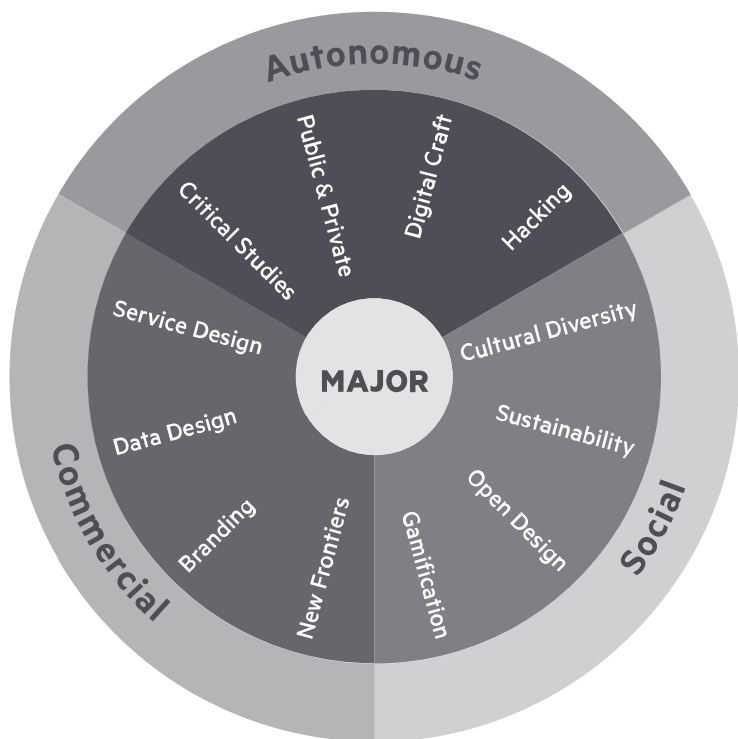 Autonomous
Critical Studies
Public & Private
Digital Craft
Hacking
Social
Cultural Diversity
Sustainability
Open Design
Gamification
Commercial
Service Design
Data Design
Branding
New Frontiers
MAJOR